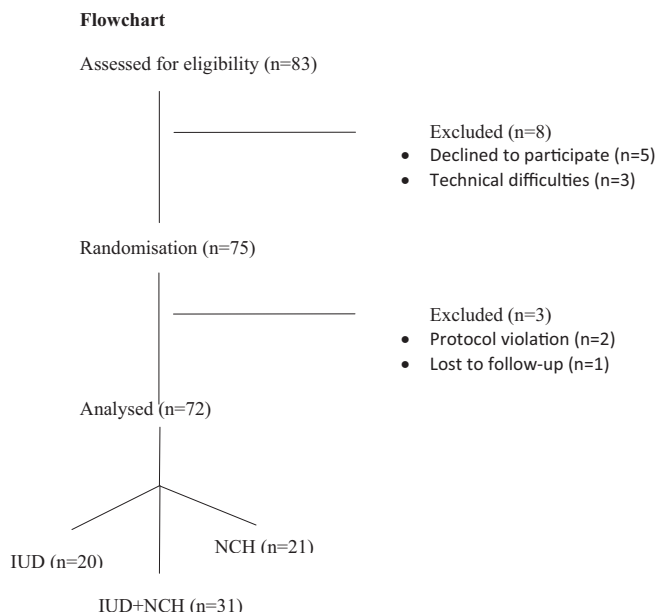 Flowchart
Assessed for eligibility (n=83)
Excluded (n=8)
• Declined to participate (n=5)
• Technical difficulties (n=3)
Randomisation (n=75)
Excluded (n=3)
• Protocol violation (n=2)
• Lost to follow-up (n=1)
Analysed (n=72)
NCH (n=21)
IUD (n=20)
IUD+NCH (n=31)